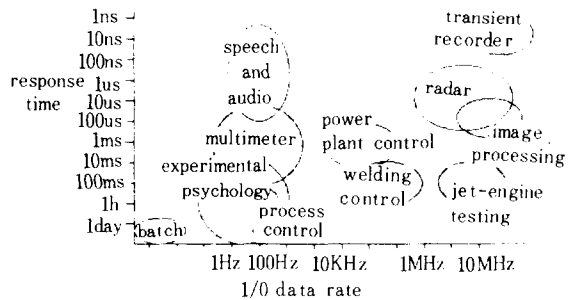 1ns
10ns
100ns
1us
10us
100us
1ms
10ms
100ms
1h
1day
response
time
transient
recorder
speech
and
audio
radar
power
plant control
image
processing
multimeter
experimental
psychology
welding
control
jet-engine
testing
process
control
batch
1Hz 100Hz 10KHz 1MHz 10MHz
1/0 data rate